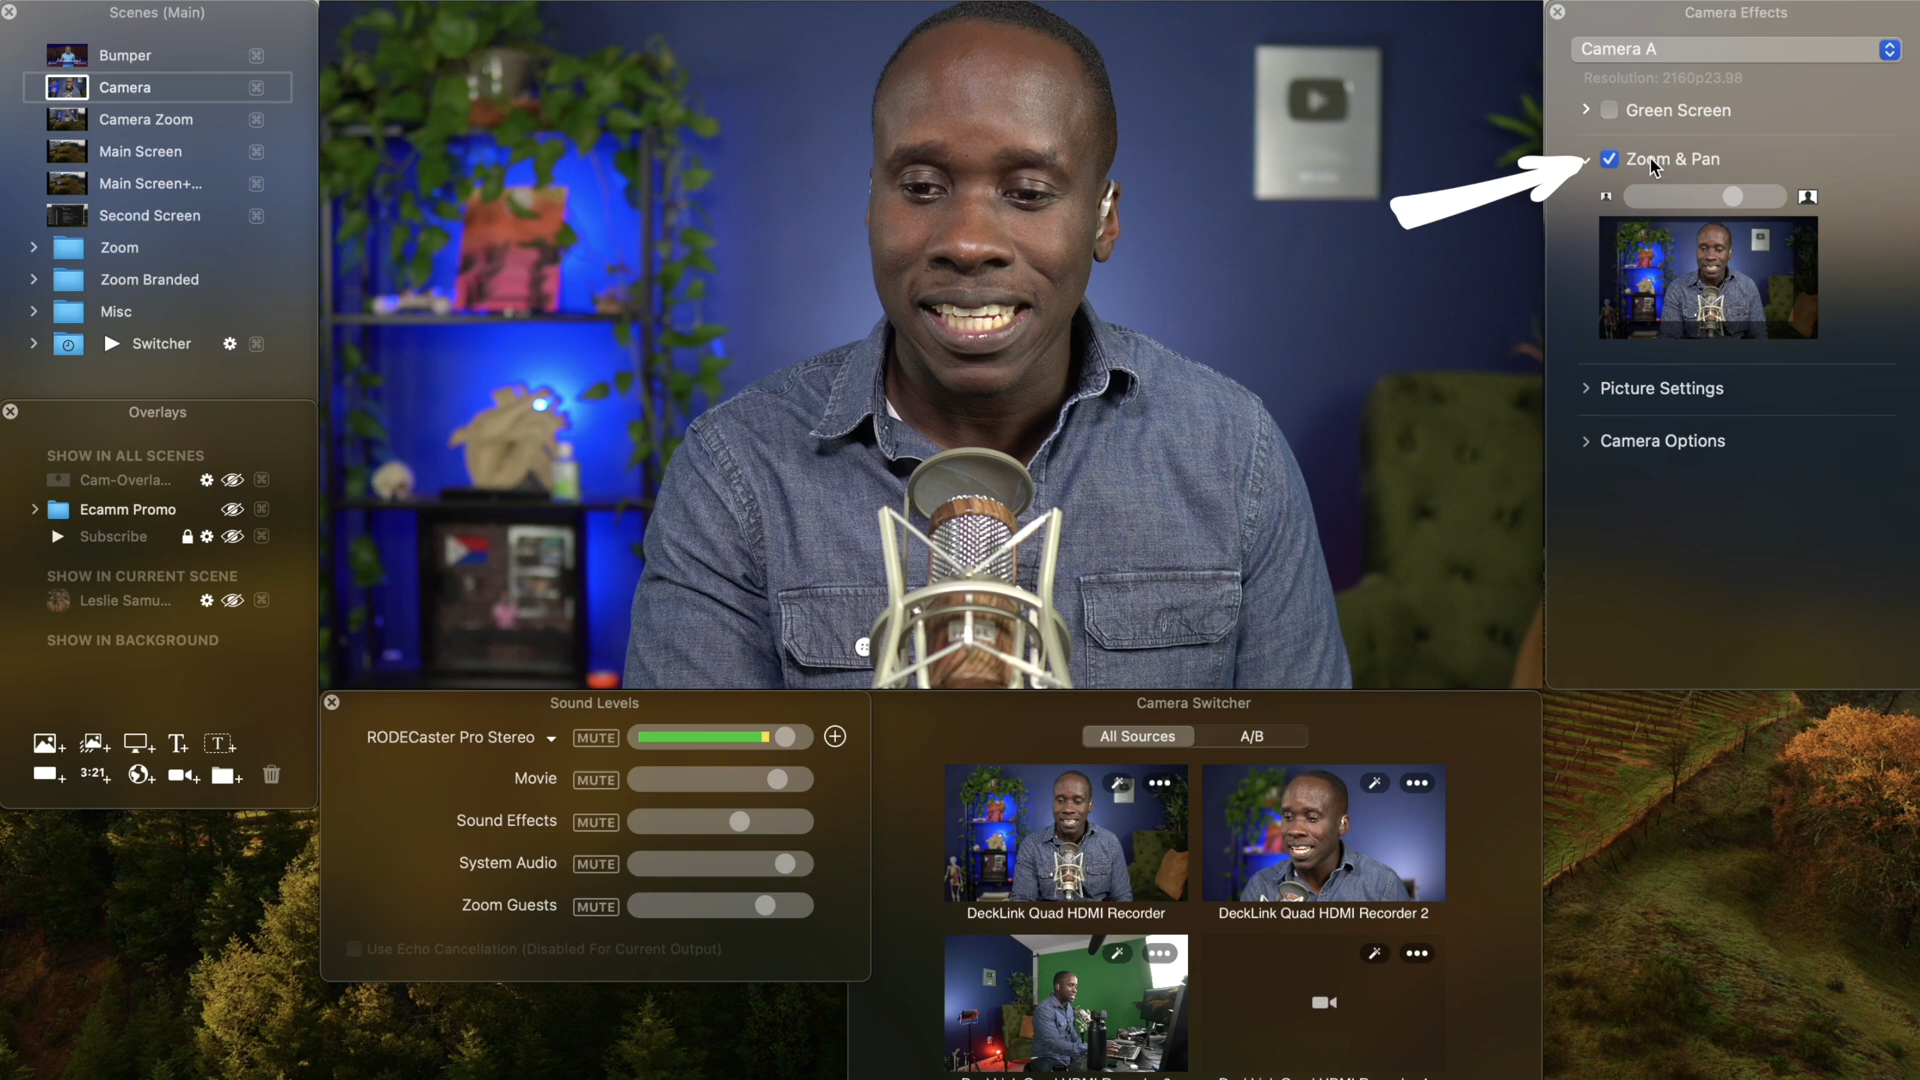 Scenes (Main)
Bumper
Camera
Camera Zoom
Main Screen
Main Screen+...
Second Screen
Zoom
Zoom Branded
Misc
Switcher
Overlays
SHOW IN ALL SCENES
Cam-Overla...
Ecamm Promo
Subscribe
SHOW IN CURRENT SCENE
Leslie Samu...
SHOW IN BACKGROUND
T+
T+
3:21+
Sound Levels
RODECaster Pro Stereo MUTE
Movie MUTE
Sound Effects MUTE
System Audio MUTE
Zoom Guests MUTE
Use Echo Cancellation (Disabled For Current Output)
Camera Switcher
All Sources A/B
DeckLink Quad HDMI Recorder
DeckLink Quad HDMI Recorder 2
Camera Effects
Camera A
Resolution: 2160p23.98
Green Screen
Zoom & Pan
Picture Settings
Camera Options